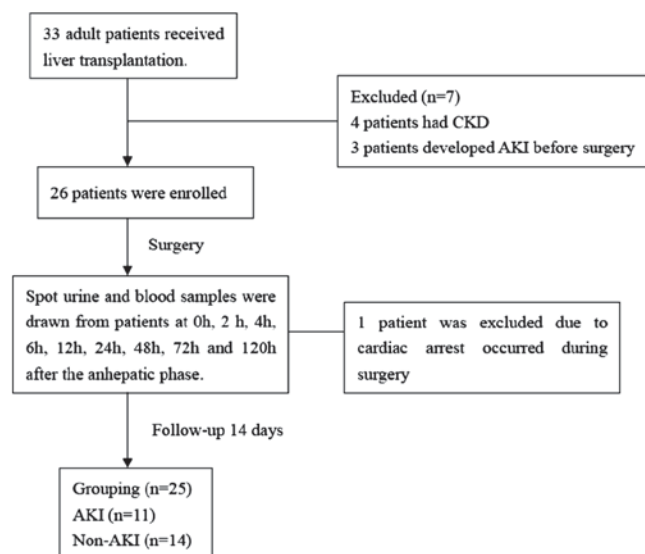 33 adult patients received
liver transplantation.
Excluded (n=7)
4 patients had CKD
3 patients developed AKI before surgery
26 patients were enrolled
Surgery
Spot urine and blood samples were
drawn from patients at 0h, 2 h, 4h,
6h, 12h, 24h, 48h, 72h and 120h
after the anhepatic phase.
1 patient was excluded due to
cardiac arrest occurred during
surgery
Follow-up 14 days
Grouping (n=25)
AKI (n=11)
Non-AKI (n=14)